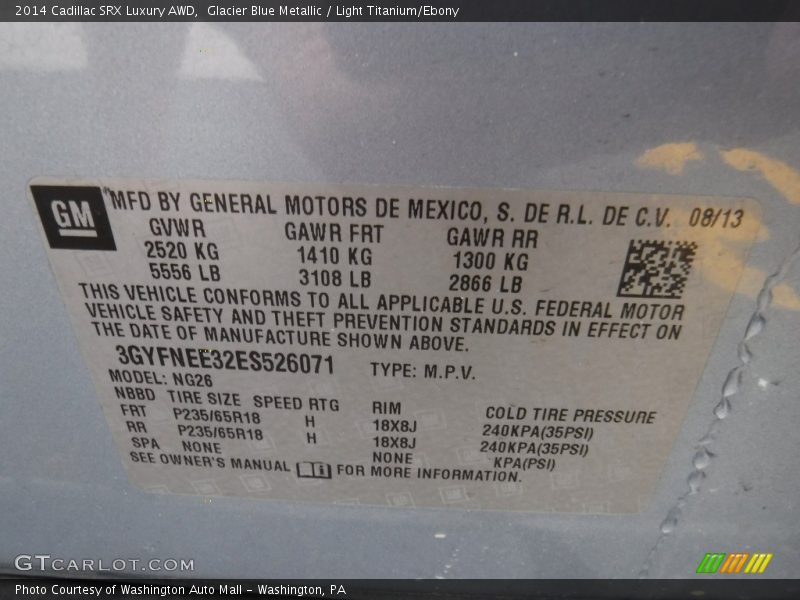 2014 Cadillac SRX Luxury AWD,  Glacier Blue Metallic / Light Titanium/Ebony
GM
MFD BY GENERAL MOTORS DE MEXICO, S. DE R.L. DE C.V. 08/13
GVWR GAWR FRT GAWR RR
2520 KG 1410 KG 1300 KG
5556 LB 3108 LB 2866 LB
THIS VEHICLE CONFORMS TO ALL APPLICABLE U.S. FEDERAL MOTOR
VEHICLE SAFETY AND THEFT PREVENTION STANDARDS IN EFFECT ON
THE DATE OF MANUFACTURE SHOWN ABOVE.
3GYFNEE32ES526071 TYPE: M.P.V.
MODEL: NG26
NBBD TIRE SIZE SPEED RTG RIM COLD TIRE PRESSURE
FRT P235/65R18 H 18X8J 240KPA(35PSI)
RR P235/65R18 H 18X8J 240KPA(35PSI)
SPA NONE NONE KPA(PSI)
SEE OWNER'S MANUAL FOR MORE INFORMATION.
GTCARLOT.COM
Photo Courtesy of Washington Auto Mall – Washington, PA